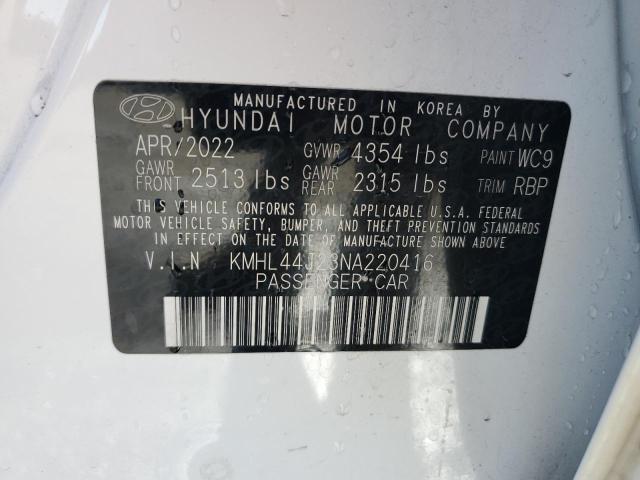 MANUFACTURED IN KOREA BY
HYUNDAI MOTOR COMPANY
APR/2022 GVWR 4354 lbs PAINT WC9
GAWR FRONT 2513 lbs GAWR REAR 2315 lbs TRIM RBP
THIS VEHICLE CONFORMS TO ALL APPLICABLE U.S.A. FEDERAL
MOTOR VEHICLE SAFETY, BUMPER, AND THEFT PREVENTION STANDARDS
IN EFFECT ON THE DATE OF MANUFACTURE SHOWN ABOVE
V.I.N KMHL44J23NA220416
PASSENGER CAR